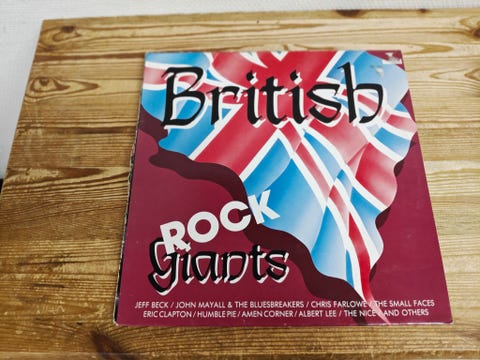 British
ROCK
Giants
JEFF BECK / JOHN MAYALL & THE BLUESBREAKERS / CHRIS FARLOWE / THE SMALL FACES
ERIC CLAPTON / HUMBLE PIE / AMEN CORNER / ALBERT LEE / THE NICE / AND OTHERS